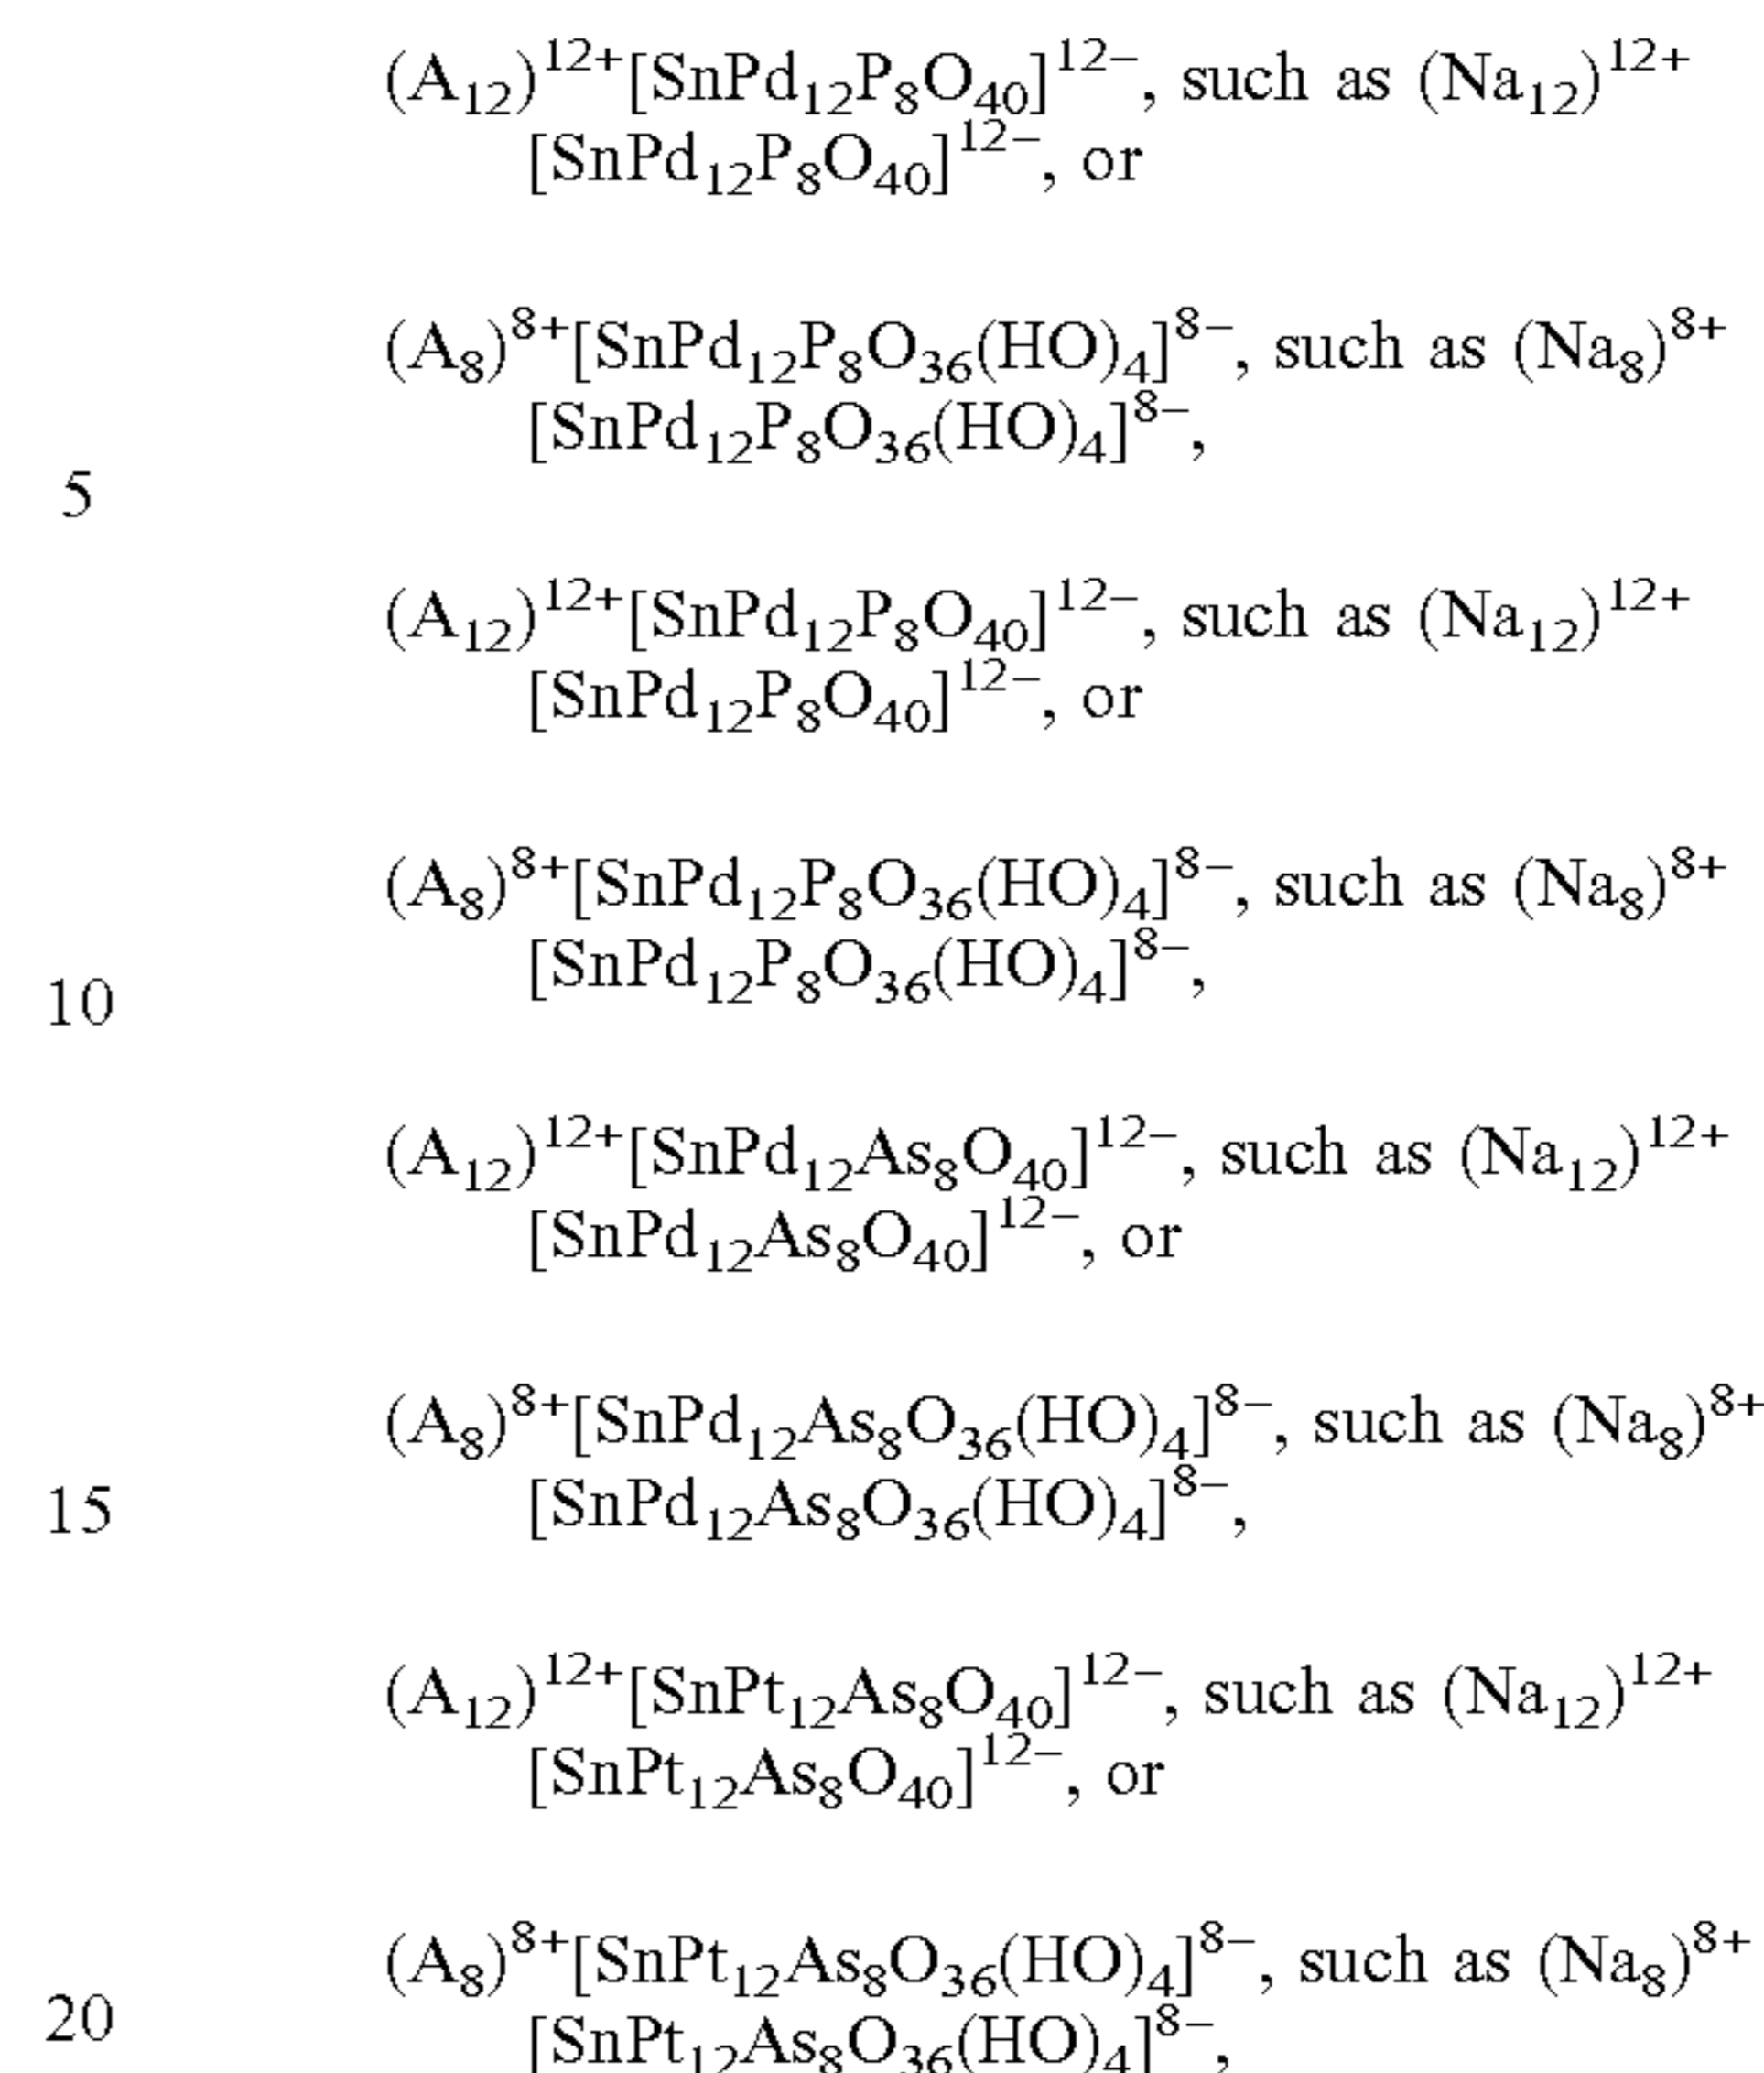 (A₁₂)¹²⁺[SnPd₁₂P₈O₄₀]¹²⁻, such as (Na₁₂)¹²⁺
[SnPd₁₂P₈O₄₀]¹²⁻, or
(A₈)⁸⁺[SnPd₁₂P₈O₃₆(HO)₄]⁸⁻, such as (Na₈)⁸⁺
[SnPd₁₂P₈O₃₆(HO)₄]⁸⁻,
5
(A₁₂)¹²⁺[SnPd₁₂P₈O₄₀]¹²⁻, such as (Na₁₂)¹²⁺
[SnPd₁₂P₈O₄₀]¹²⁻, or
(A₈)⁸⁺[SnPd₁₂P₈O₃₆(HO)₄]⁸⁻, such as (Na₈)⁸⁺
[SnPd₁₂P₈O₃₆(HO)₄]⁸⁻,
10
(A₁₂)¹²⁺[SnPd₁₂As₈O₄₀]¹²⁻, such as (Na₁₂)¹²⁺
[SnPd₁₂As₈O₄₀]¹²⁻, or
(A₈)⁸⁺[SnPd₁₂As₈O₃₆(HO)₄]⁸⁻, such as (Na₈)⁸⁺
[SnPd₁₂As₈O₃₆(HO)₄]⁸⁻,
15
(A₁₂)¹²⁺[SnPt₁₂As₈O₄₀]¹²⁻, such as (Na₁₂)¹²⁺
[SnPt₁₂As₈O₄₀]¹²⁻, or
(A₈)⁸⁺[SnPt₁₂As₈O₃₆(HO)₄]⁸⁻, such as (Na₈)⁸⁺
20
[SnPt₁₂As₈O₃₆(HO)₄]⁸⁻,